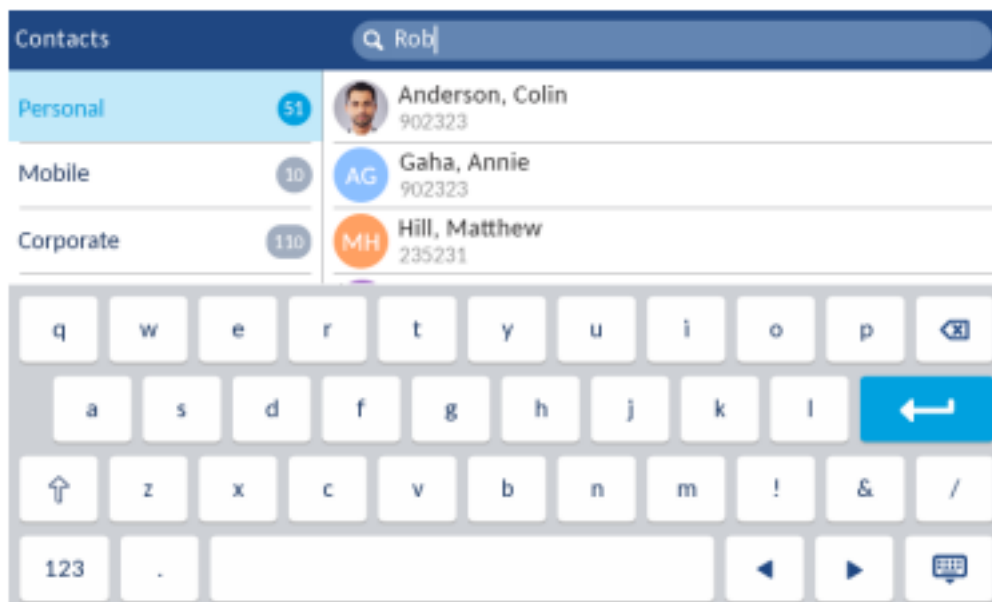 Contacts
Rob
Personal 51
Mobile 10
Corporate 110
Anderson, Colin
902323
AG
Gaha, Annie
902323
MH
Hill, Matthew
235231
q w e r t y u i o p
a s d f g h j k l
z x c v b n m ! & /
123 .